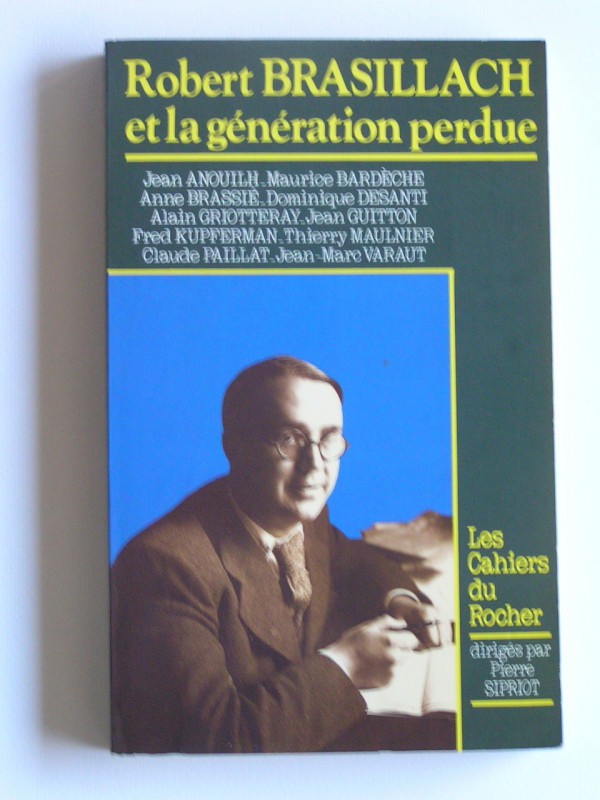 Robert BRASILLACH
et la génération perdue
Jean ANOUILH - Maurice BARDÈCHE
Anne BRASSIÉ - Dominique DESANTI
Alain GRIOTTERAY - Jean GUITTON
Fred KUPFERMAN - Thierry MAULNIER
Claude PAILLAT - Jean-Marc VARAUT
Les
Cahiers
du
Rocher
dirigés par
Pierre
SIPRIOT